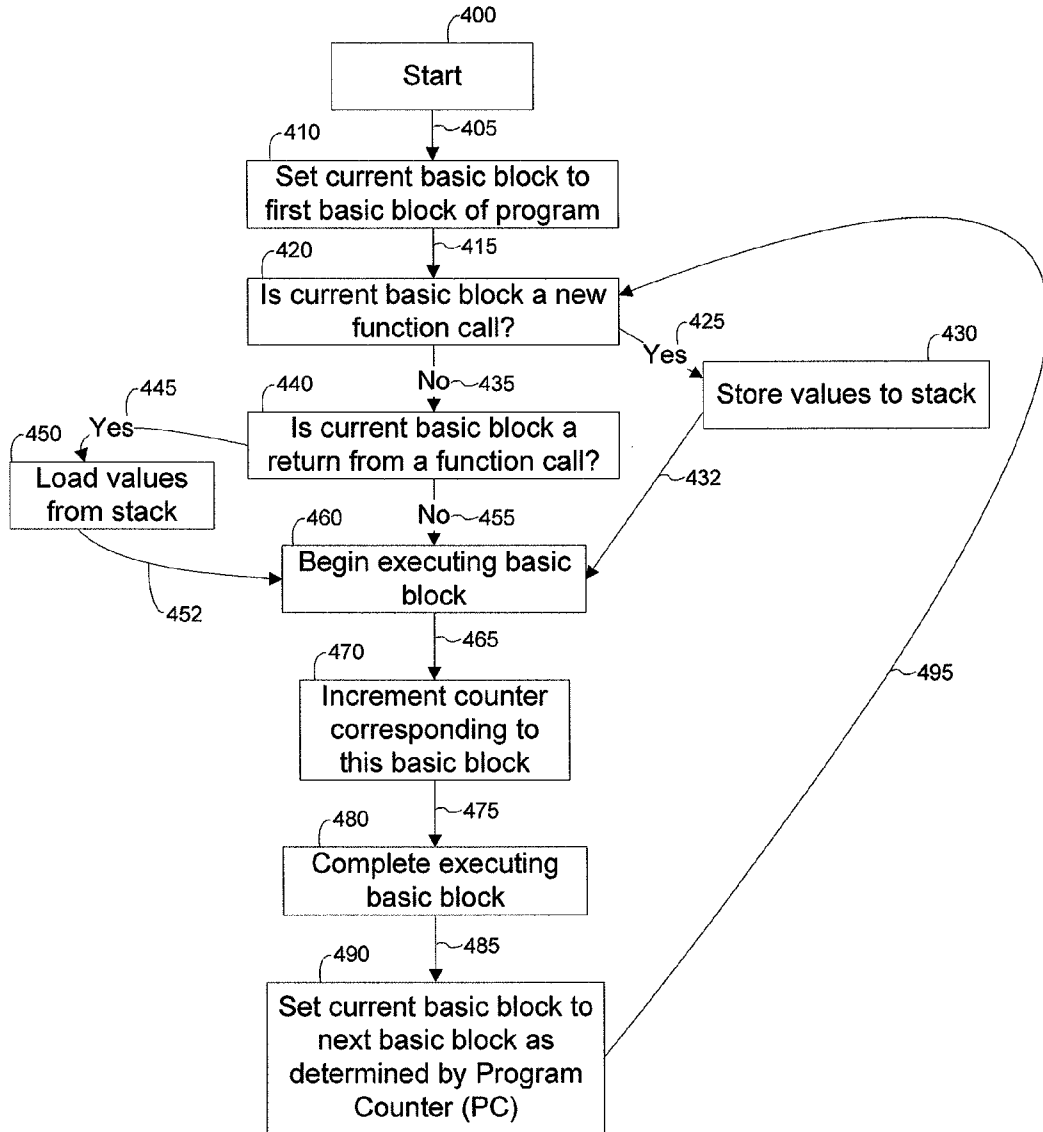 400
Start
405
410
Set current basic block to
first basic block of program
415
420
Is current basic block a new
function call?
425
Yes
430
Store values to stack
No
435
432
440
445
Yes
Is current basic block a
return from a function call?
450
Load values
from stack
452
No
455
460
Begin executing basic
block
465
470
Increment counter
corresponding to
this basic block
475
480
Complete executing
basic block
485
490
Set current basic block to
next basic block as
determined by Program
Counter (PC)
495